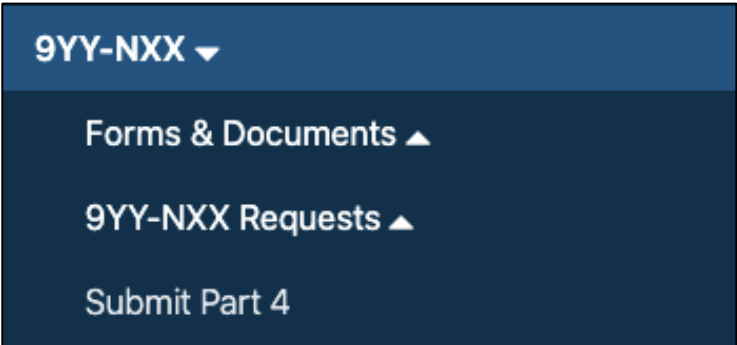 9YY-NXX
Forms & Documents
9YY-NXX Requests
Submit Part 4